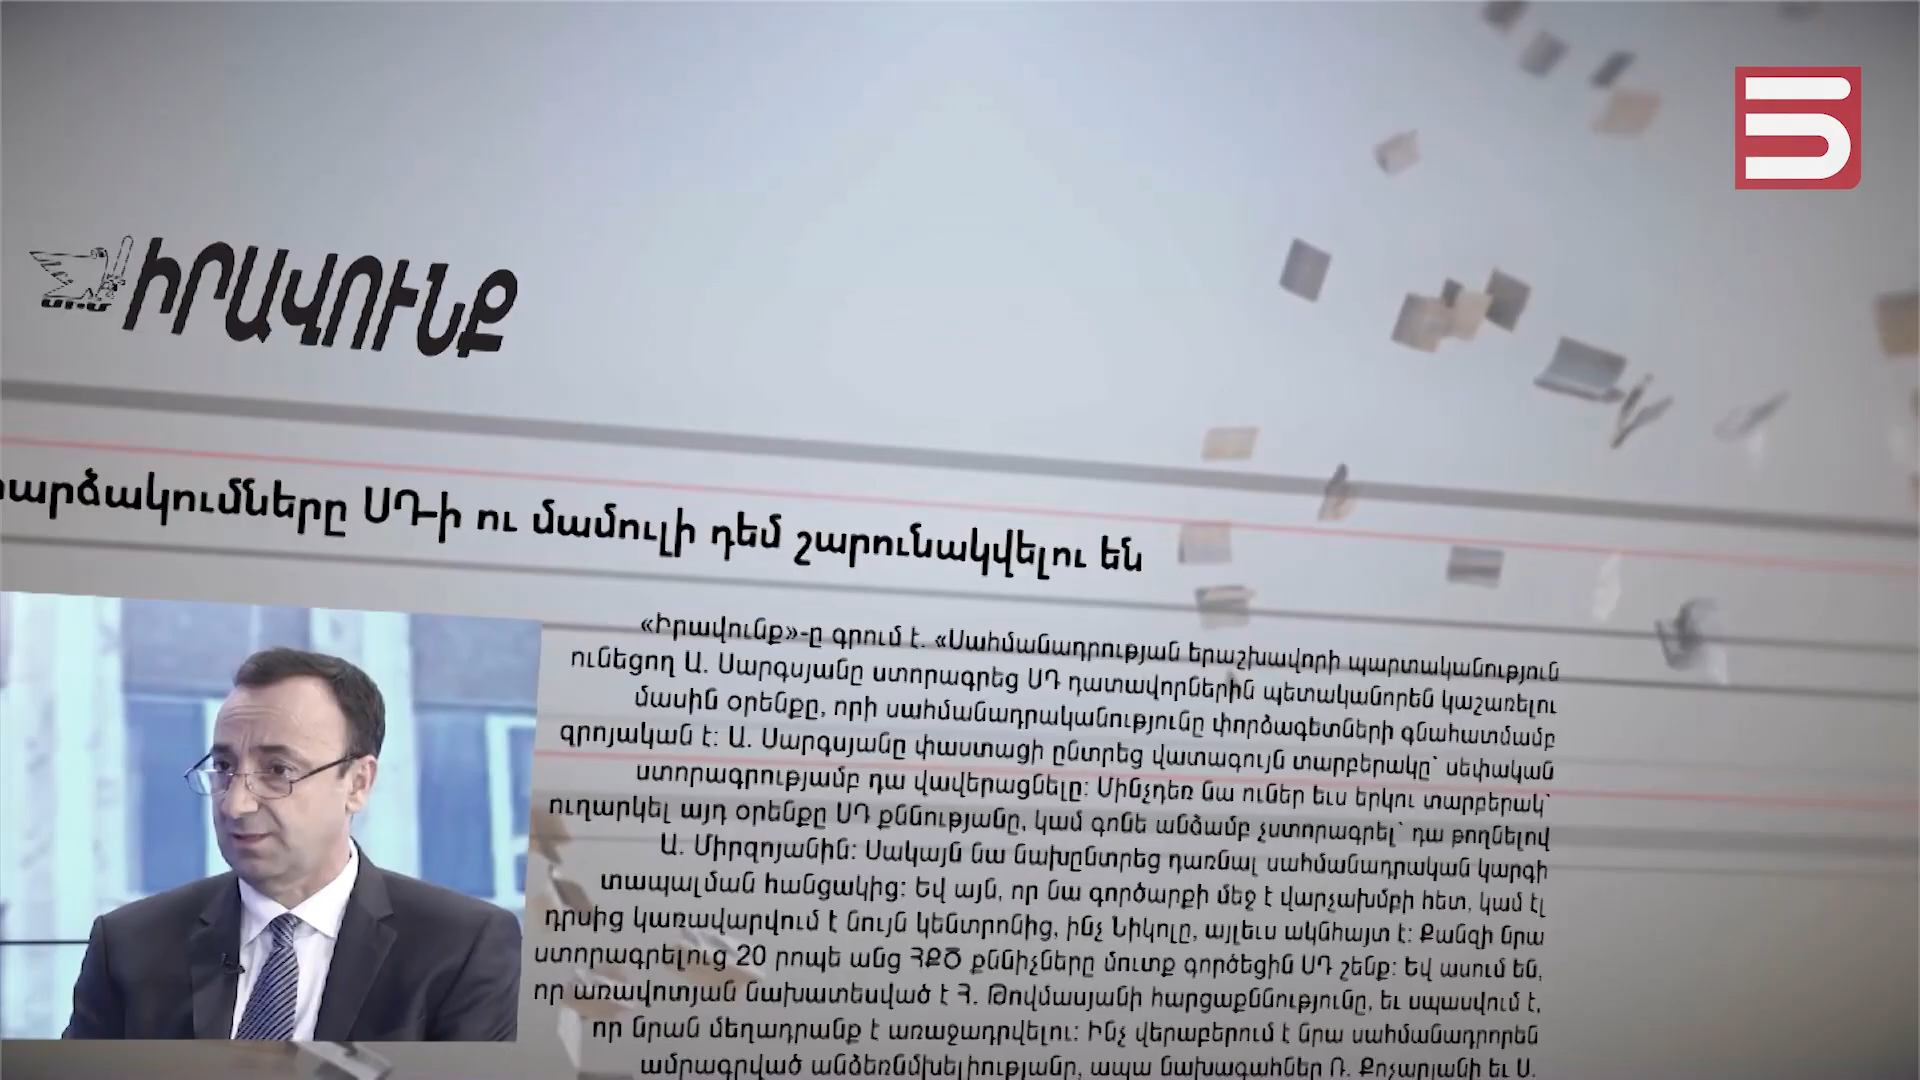 ԻՐԱՎՈՒՆՔ
ՍԴ-ի ու մամուլի դեմ շարունակվելու են
«Իրավունք»-ը գրում է. «Սահմանադրության երաշխավորի պարտականություն
ունեցող Ա. Սարգսյանը ստորագրեց ՍԴ դատավորներին պետականորեն կաշառելու
մասին օրենքը, որի սահմանադրականությունը փորձագետների գնահատմամբ
զրոյական է: Ա. Սարգսյանը փաստացի ընտրեց վատագույն տարբերակը՝ սեփական
ստորագրությամբ դա վավերացնելը: Մինչդեռ նա ուներ եւս երկու տարբերակ՝
ուղարկել այդ օրենքը ՍԴ քննությանը, կամ գոնե անձամբ չստորագրել՝ դա թողնելով
Ա. Միրզոյանին: Սակայն նա նախընտրեց դառնալ սահմանադրական կարգի
տապալման հանցակից: Եվ այն, որ նա գործարքի մեջ է վարչախմբի հետ, կամ էլ
դրսից կառավարվում է նույն կենտրոնից, ինչ Նիկոլը, այլեւս ակնհայտ է: Քանզի նրա
ստորագրելուց 20 րոպե անց ՀՔԾ քննիչները մուտք գործեցին ՍԴ շենք: Եվ ասում են,
որ առավոտյան նախատեսված է Հ. Թովմասյանի հարցաքննությունը, եւ սպասվում է,
որ նրան մեղադրանք է առաջադրվելու: Ինչ վերաբերում է նրա սահմանադրորեն
ամրագրված անձեռնմխելիությանը, ապա նախագահներ Ռ. Քոչարյանի եւ Ս.